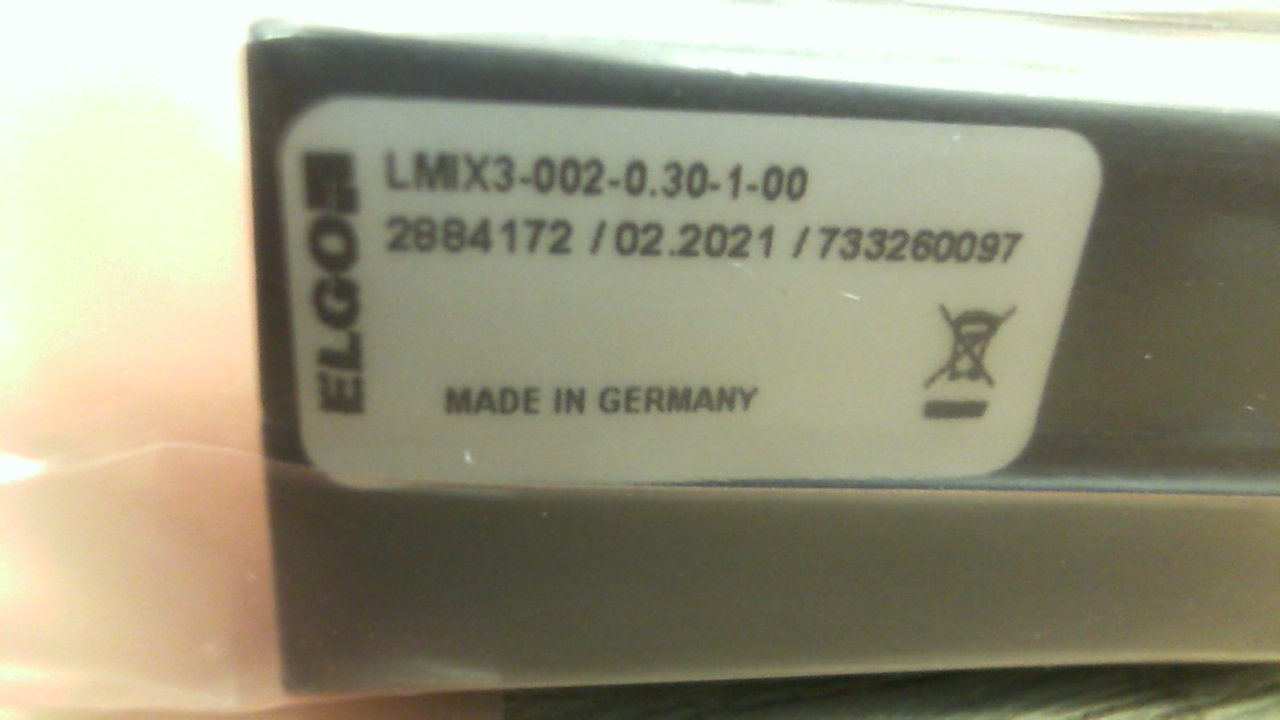 LMIX3-002-0.30-1-00
2884172 / 02.2021 / 733260097
ELGO
MADE IN GERMANY